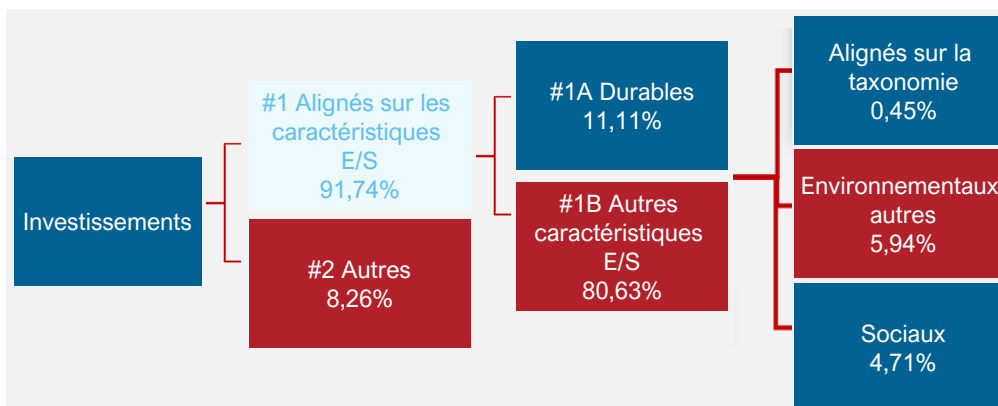 Investissements
#1 Alignés sur les
caractéristiques
E/S
91,74%
#2 Autres
8,26%
#1A Durables
11,11%
#1B Autres
caractéristiques
E/S
80,63%
Alignés sur la
taxonomie
0,45%
Environnementaux
autres
5,94%
Sociaux
4,71%